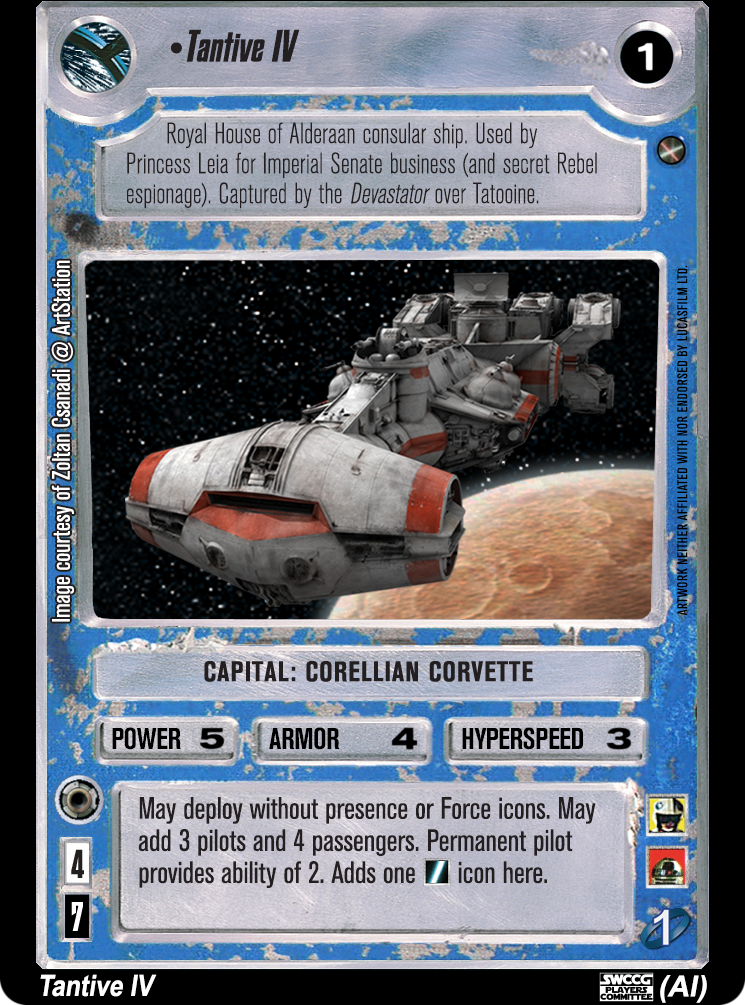 •Tantive IV
1
Royal House of Alderaan consular ship. Used by
Princess Leia for Imperial Senate business (and secret Rebel
espionage). Captured by the Devastator over Tatooine.
Image courtesy of Zoltan Csanadi @ ArtStation
ARTWORK NEITHER AFFILIATED WITH NOR ENDORSED BY LUCASFILM LTD.
CAPITAL: CORELLIAN CORVETTE
POWER 5 ARMOR 4 HYPERSPEED 3
May deploy without presence or Force icons. May
add 3 pilots and 4 passengers. Permanent pilot
provides ability of 2. Adds one icon here.
4
7
1
Tantive IV
SWCCG
PLAYERS
COMMITTEE
(AI)